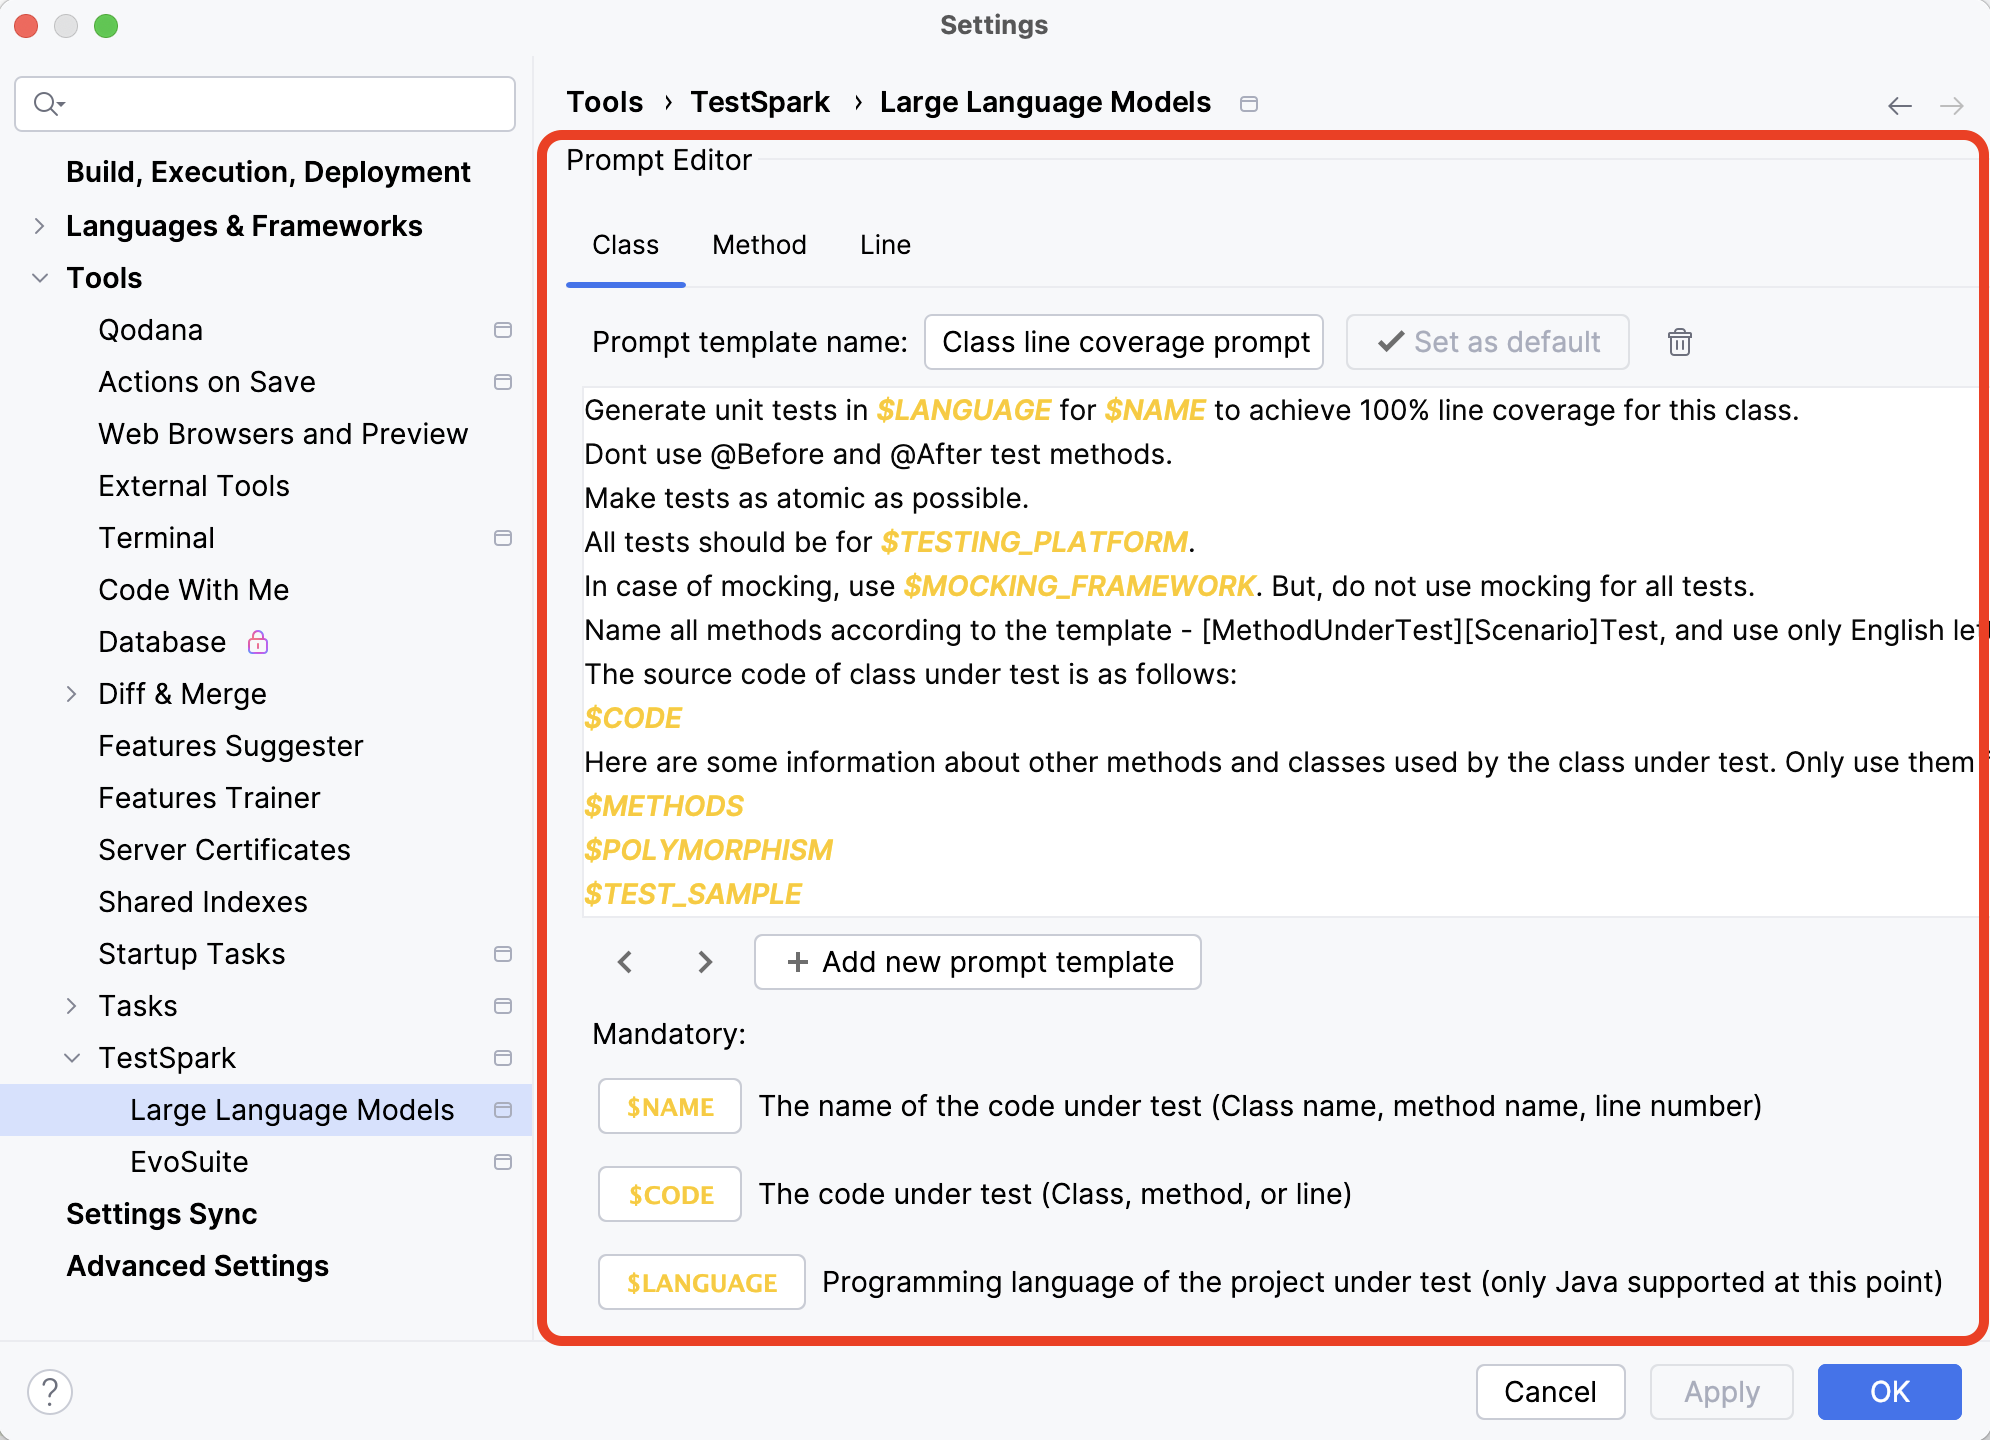 Settings
Tools › TestSpark › Large Language Models
Build, Execution, Deployment
Languages & Frameworks
Tools
Qodana
Actions on Save
Web Browsers and Preview
External Tools
Terminal
Code With Me
Database
Diff & Merge
Features Suggester
Features Trainer
Server Certificates
Shared Indexes
Startup Tasks
Tasks
TestSpark
Large Language Models
EvoSuite
Settings Sync
Advanced Settings
Prompt Editor
Class Method Line
Prompt template name: Class line coverage prompt Set as default
Generate unit tests in $LANGUAGE for $NAME to achieve 100% line coverage for this class.
Dont use @Before and @After test methods.
Make tests as atomic as possible.
All tests should be for $TESTING_PLATFORM.
In case of mocking, use $MOCKING_FRAMEWORK. But, do not use mocking for all tests.
Name all methods according to the template - [MethodUnderTest][Scenario]Test, and use only English
The source code of class under test is as follows:
$CODE
Here are some information about other methods and classes used by the class under test. Only use them
$METHODS
$POLYMORPHISM
$TEST_SAMPLE
+ Add new prompt template
Mandatory:
$NAME The name of the code under test (Class name, method name, line number)
$CODE The code under test (Class, method, or line)
$LANGUAGE Programming language of the project under test (only Java supported at this point)
? Cancel Apply OK